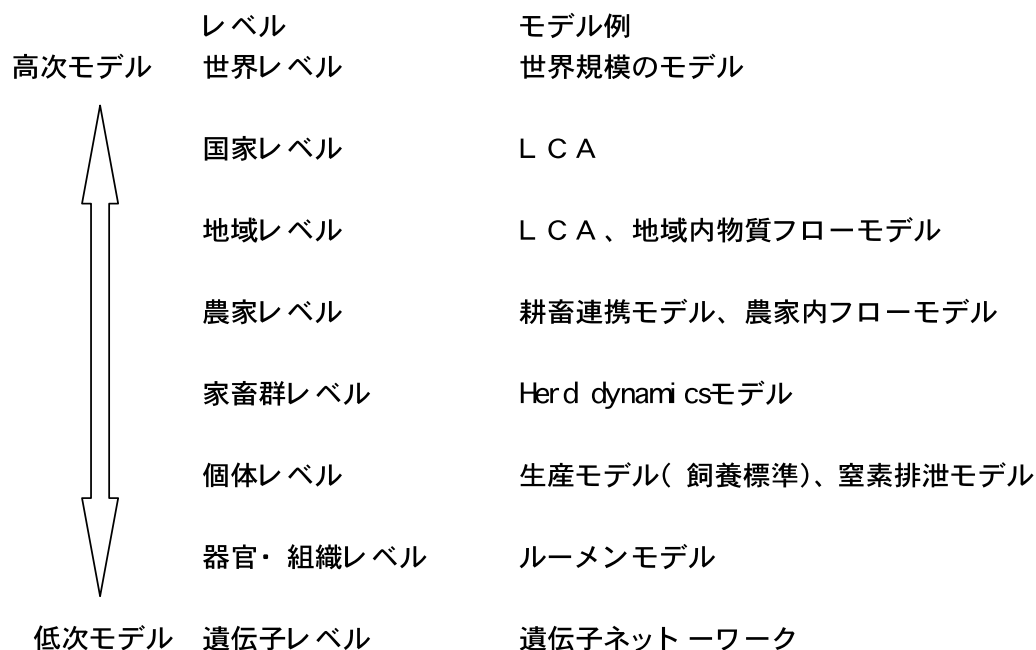 レベル モデル例
高次モデル 世界レベル 世界規模のモデル
国家レベル ＬＣＡ
地域レベル ＬＣＡ、地域内物質フローモデル
農家レベル 耕畜連携モデル、農家内フローモデル
家畜群レベル Herd dynamicsモデル
個体レベル 生産モデル(飼養標準)、窒素排泄モデル
器官・組織レベル ルーメンモデル
低次モデル 遺伝子レベル 遺伝子ネットーワーク